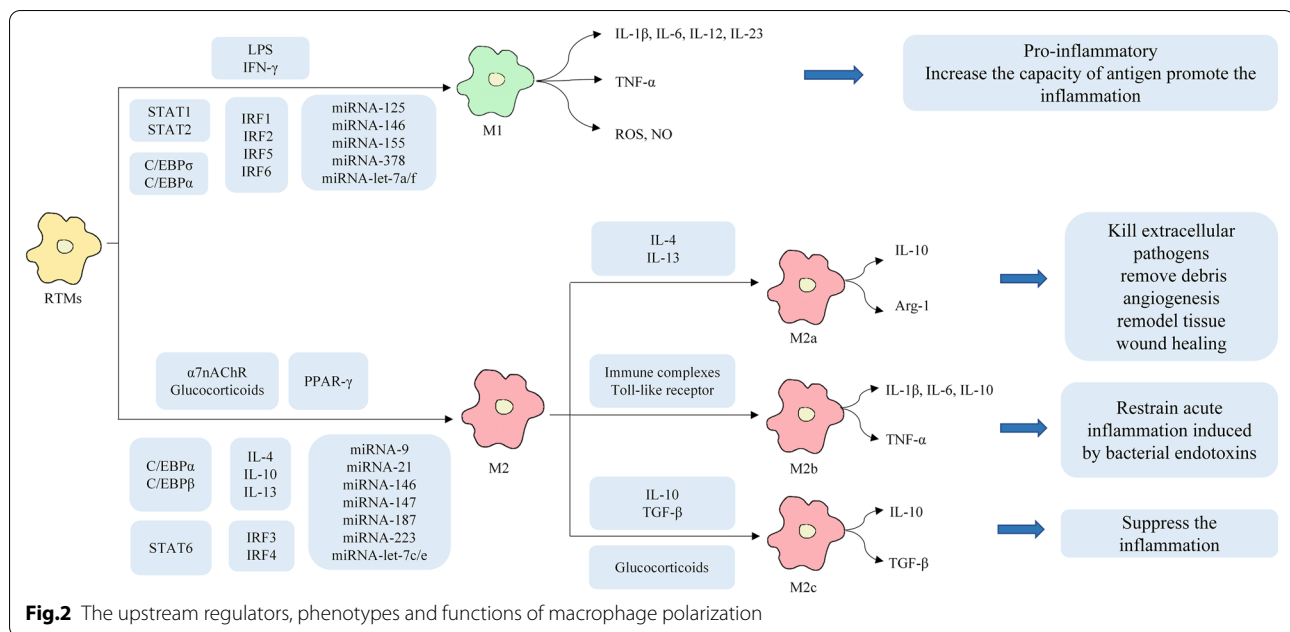 LPS
IFN-γ
STAT1
STAT2
C/EBPσ
C/EBPα
IRF1
IRF2
IRF5
IRF6
miRNA-125
miRNA-146
miRNA-155
miRNA-378
miRNA-let-7a/f
M1
IL-1β, IL-6, IL-12, IL-23
TNF-α
ROS, NO
Pro-inflammatory
Increase the capacity of antigen promote the
inflammation
RTMs
α7nAChR
Glucocorticoids
PPAR-γ
C/EBPα
C/EBPβ
STAT6
IL-4
IL-10
IL-13
IRF3
IRF4
miRNA-9
miRNA-21
miRNA-146
miRNA-147
miRNA-187
miRNA-223
miRNA-let-7c/e
M2
IL-4
IL-13
M2a
IL-10
Arg-1
Kill extracellular
pathogens
remove debris
angiogenesis
remodel tissue
wound healing
Immune complexes
Toll-like receptor
M2b
IL-1β, IL-6, IL-10
TNF-α
Restrain acute
inflammation induced
by bacterial endotoxins
IL-10
TGF-β
Glucocorticoids
M2c
IL-10
TGF-β
Suppress the
inflammation
Fig.2 The upstream regulators, phenotypes and functions of macrophage polarization